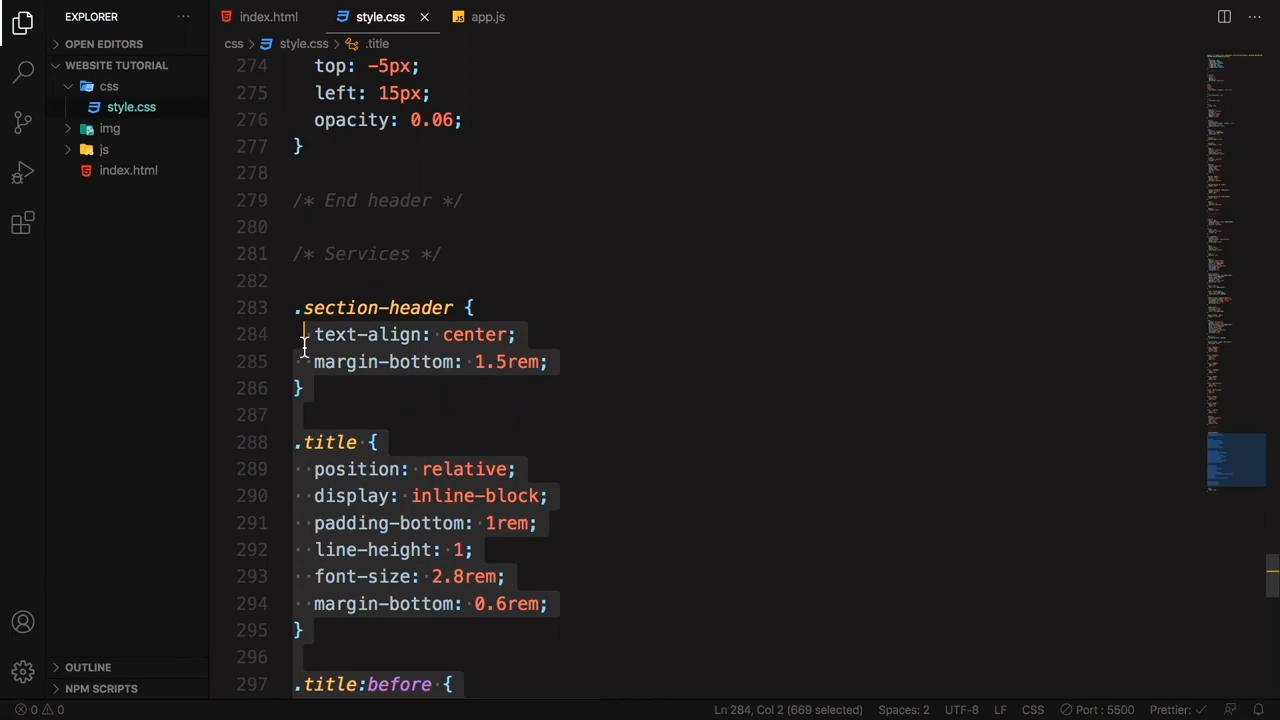 EXPLORER
index.html
style.css
app.js
OPEN EDITORS
css
style.css
.title
WEBSITE TUTORIAL
css
style.css
img
js
index.html
274 top: -5px;
275 left: 15px;
276 opacity: 0.06;
277 }
278
279 /* End header */
280
281 /* Services */
282
283 .section-header {
284 text-align: center;
285 margin-bottom: 1.5rem;
286 }
287
288 .title {
289 position: relative;
290 display: inline-block;
291 padding-bottom: 1rem;
292 line-height: 1;
293 font-size: 2.8rem;
294 margin-bottom: 0.6rem;
295 }
296
297 .title:before {
OUTLINE
NPM SCRIPTS
0 0
Ln 284, Col 2 (669 selected)
Spaces: 2
UTF-8
LF
CSS
Port : 5500
Prettier: ✓